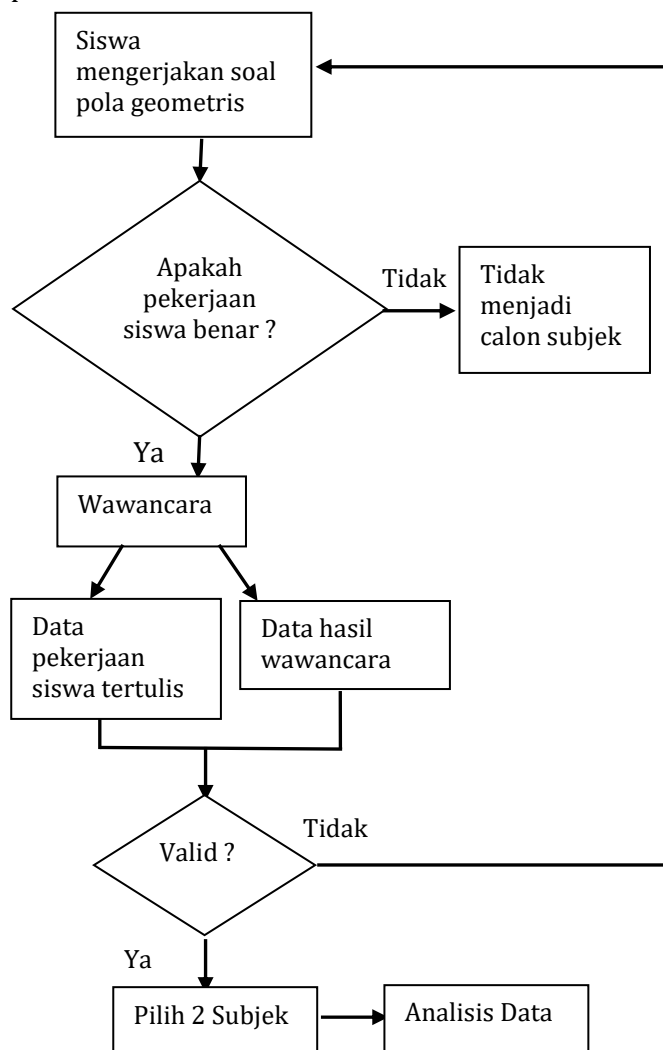 Siswa
mengerjakan soal
pola geometris
Apakah
pekerjaan
siswa benar ?
Tidak
Tidak
menjadi
calon subjek
Ya
Wawancara
Data
pekerjaan
siswa tertulis
Data hasil
wawancara
Valid ?
Tidak
Ya
Pilih 2 Subjek
Analisis Data